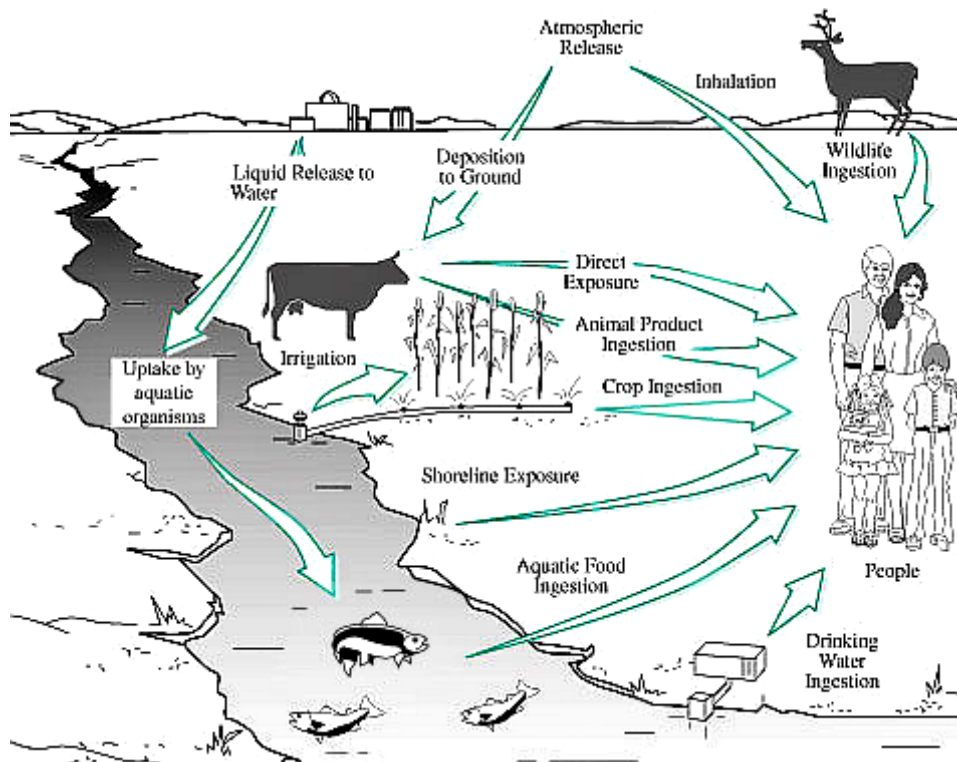 Atmospheric
Release
Inhalation
Wildlife
Ingestion
Liquid Release to
Water
Deposition
to Ground
Direct
Exposure
Animal Product
Ingestion
Irrigation
Crop Ingestion
Uptake by
aquatic
organisms
Shoreline Exposure
Aquatic Food
Ingestion
People
Drinking
Water
Ingestion